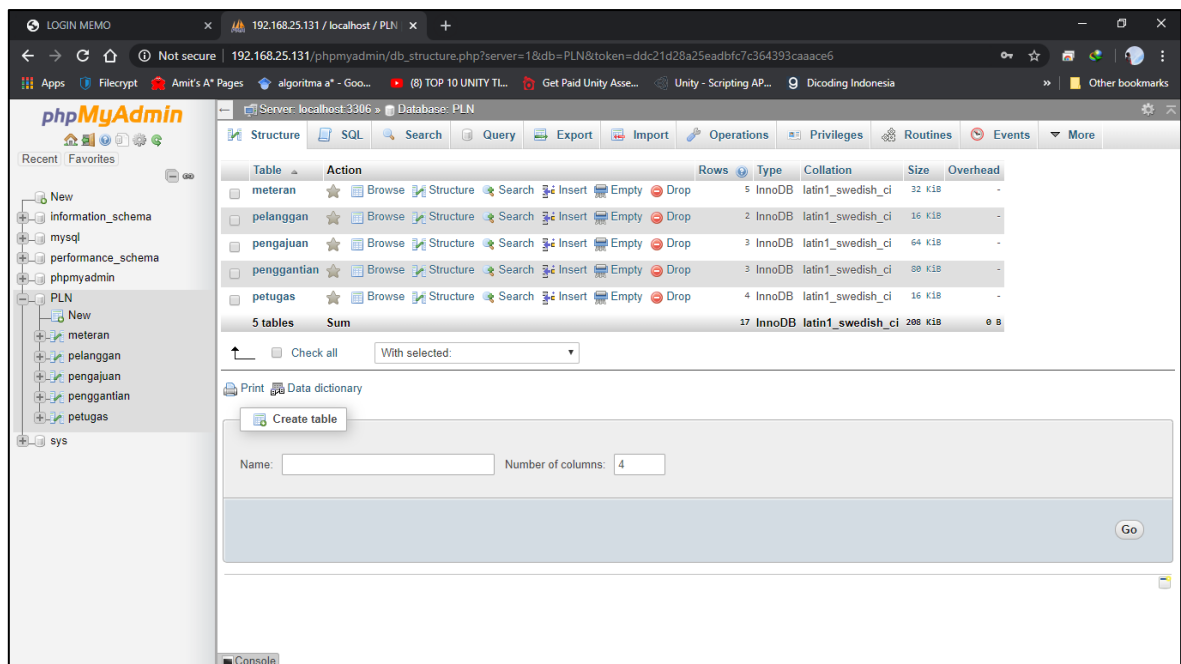 LOGIN MEMO
192.168.25.131 / localhost / PLN
Not secure | 192.168.25.131/phpmyadmin/db_structure.php?server=1&db=PLN&token=ddc21d28a25eadbfc7c364393caaace6
Apps Filecrypt Amit's A* Pages algoritma a* - Goo... (8) TOP 10 UNITY TI... Get Paid Unity Asse... Unity - Scripting AP... Dicoding Indonesia » Other bookmarks
phpMyAdmin
Recent Favorites
New
information_schema
mysql
performance_schema
phpmyadmin
PLN
New
meteran
pelanggan
pengajuan
penggantian
petugas
sys
Server: localhost:3306 » Database: PLN
Structure SQL Search Query Export Import Operations Privileges Routines Events More
Table Action Rows Type Collation Size Overhead
meteran Browse Structure Search Insert Empty Drop 5 InnoDB latin1_swedish_ci 32 KiB -
pelanggan Browse Structure Search Insert Empty Drop 2 InnoDB latin1_swedish_ci 16 KiB -
pengajuan Browse Structure Search Insert Empty Drop 3 InnoDB latin1_swedish_ci 64 KiB -
penggantian Browse Structure Search Insert Empty Drop 3 InnoDB latin1_swedish_ci 80 KiB -
petugas Browse Structure Search Insert Empty Drop 4 InnoDB latin1_swedish_ci 16 KiB -
5 tables Sum 17 InnoDB latin1_swedish_ci 208 KiB 0 B
Check all With selected:
Print Data dictionary
Create table
Name: Number of columns: 4
Go
Console